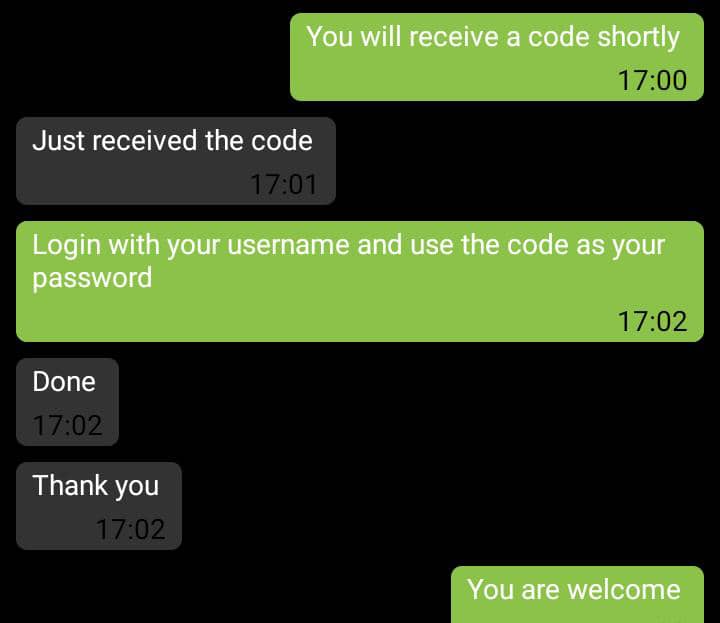 You will receive a code shortly
17:00
Just received the code
17:01
Login with your username and use the code as your
password
17:02
Done
17:02
Thank you
17:02
You are welcome